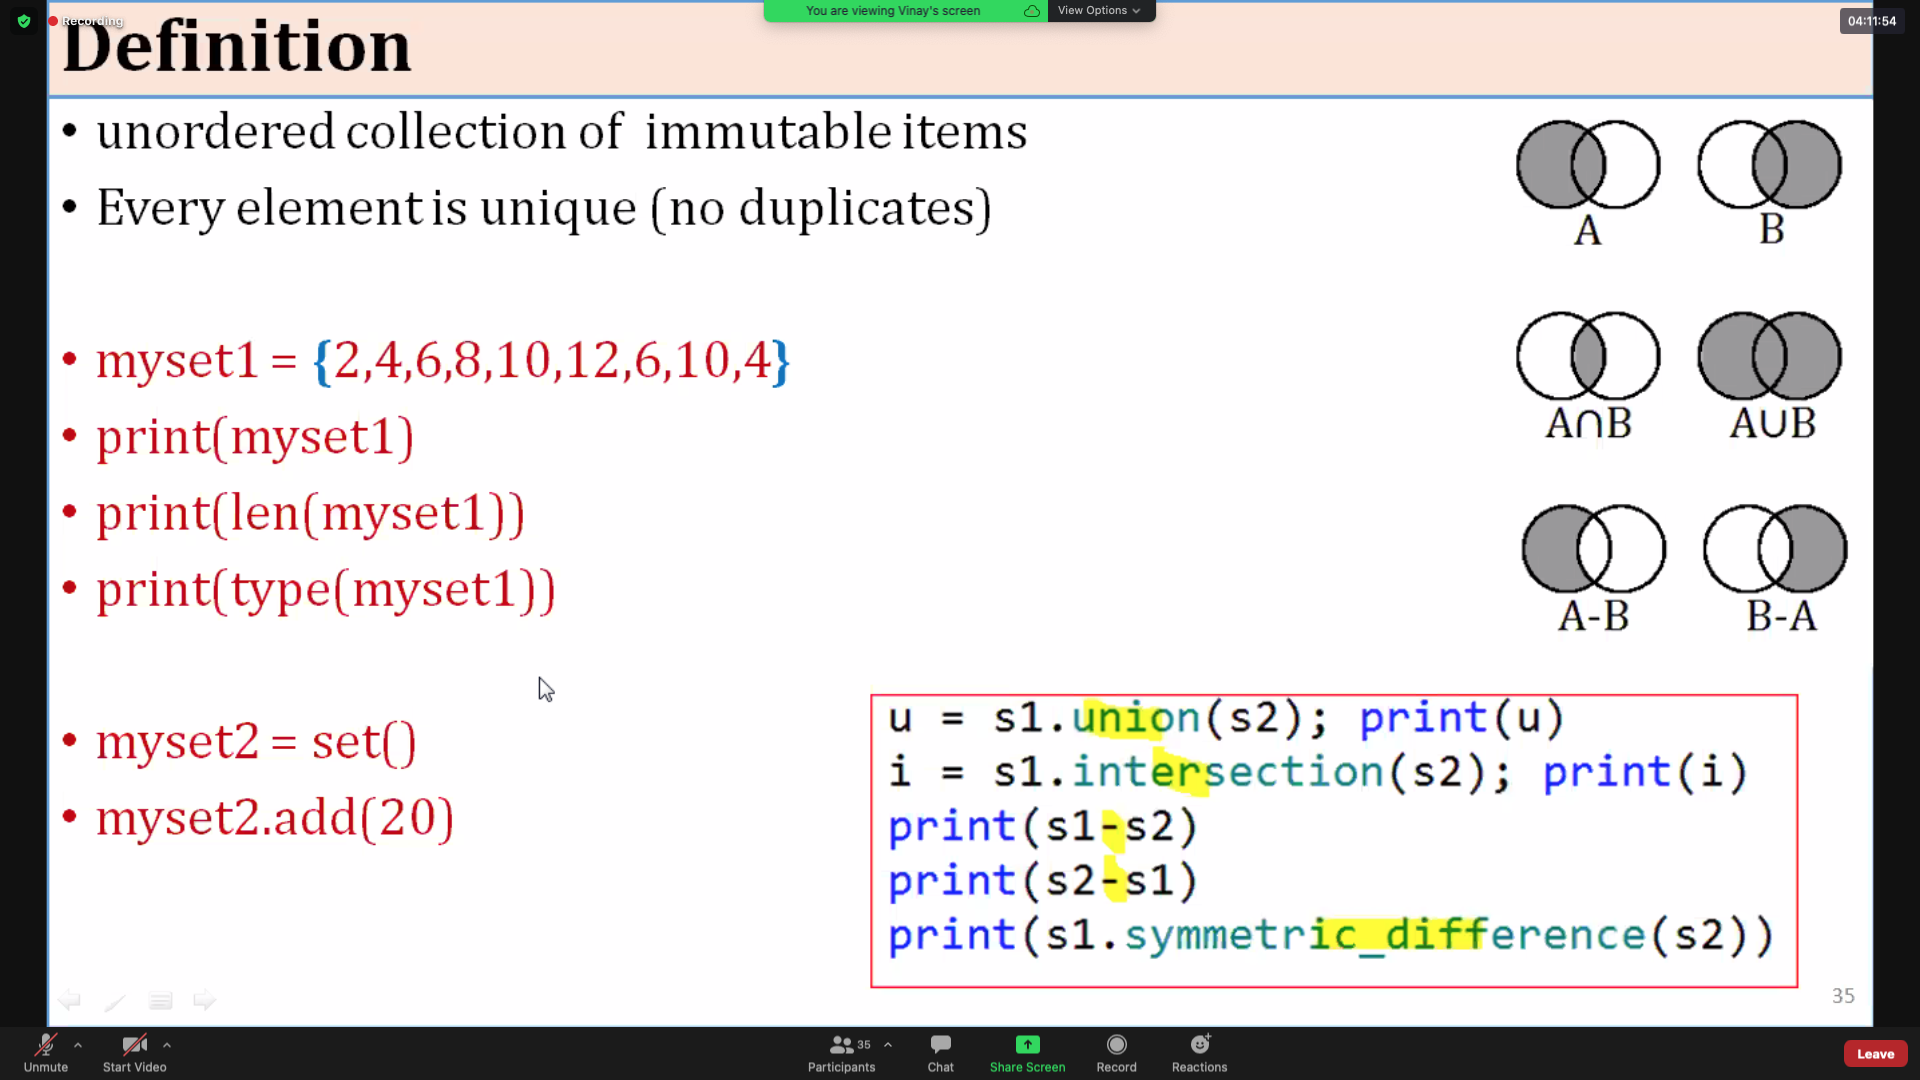 Recording
You are viewing Vinay's screen
View Options
04:11:54
Definition
• unordered collection of immutable items
• Every element is unique (no duplicates)
• myset1 = {2,4,6,8,10,12,6,10,4}
• print(myset1)
• print(len(myset1))
• print(type(myset1))
• myset2 = set()
• myset2.add(20)
A B
A∩B A∪B
A-B B-A
u = s1.union(s2); print(u)
i = s1.intersection(s2); print(i)
print(s1-s2)
print(s2-s1)
print(s1.symmetric_difference(s2))
35
Unmute
Start Video
35
Participants
Chat
Share Screen
Record
Reactions
Leave